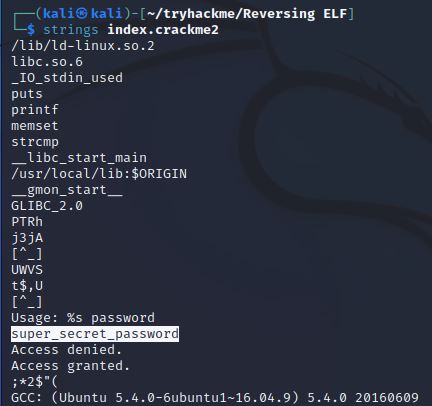 ┌──(kali㉿kali)-[~/tryhackme/Reversing ELF]
└─$ strings index.crackme2
/lib/ld-linux.so.2
libc.so.6
_IO_stdin_used
puts
printf
memset
strcmp
__libc_start_main
/usr/local/lib:$ORIGIN
__gmon_start__
GLIBC_2.0
PTRh
j3jA
[^_]
UWVS
t$,U
[^_]
Usage: %s password
super_secret_password
Access denied.
Access granted.
;*2$"(
GCC: (Ubuntu 5.4.0-6ubuntu1~16.04.9) 5.4.0 20160609